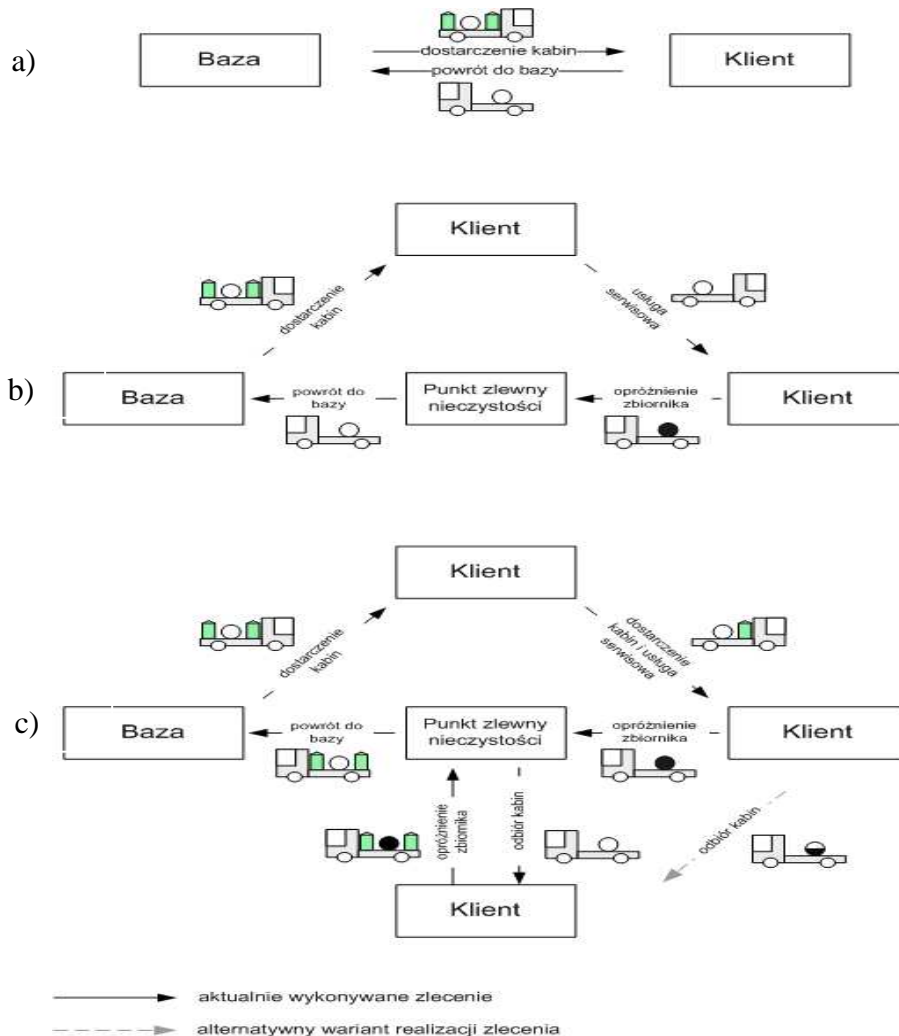 a)
Baza
dostarczenie kabin
powrót do bazy
Klient
b)
Klient
dostarczenie
kabin
usługa
serwisowa
Baza
powrót do
bazy
Punkt zlewny
nieczystości
opróżnienie
zbiornika
Klient
c)
Klient
dostarczenie
kabin
dostarczenie
kabin i usługa
serwisowa
Baza
powrót do
bazy
Punkt zlewny
nieczystości
opróżnienie
zbiornika
Klient
opróżnienie
zbiornika
odbiór kabin
odbiór kabin
Klient
aktualnie wykonywane zlecenie
alternatywny wariant realizacji zlecenia